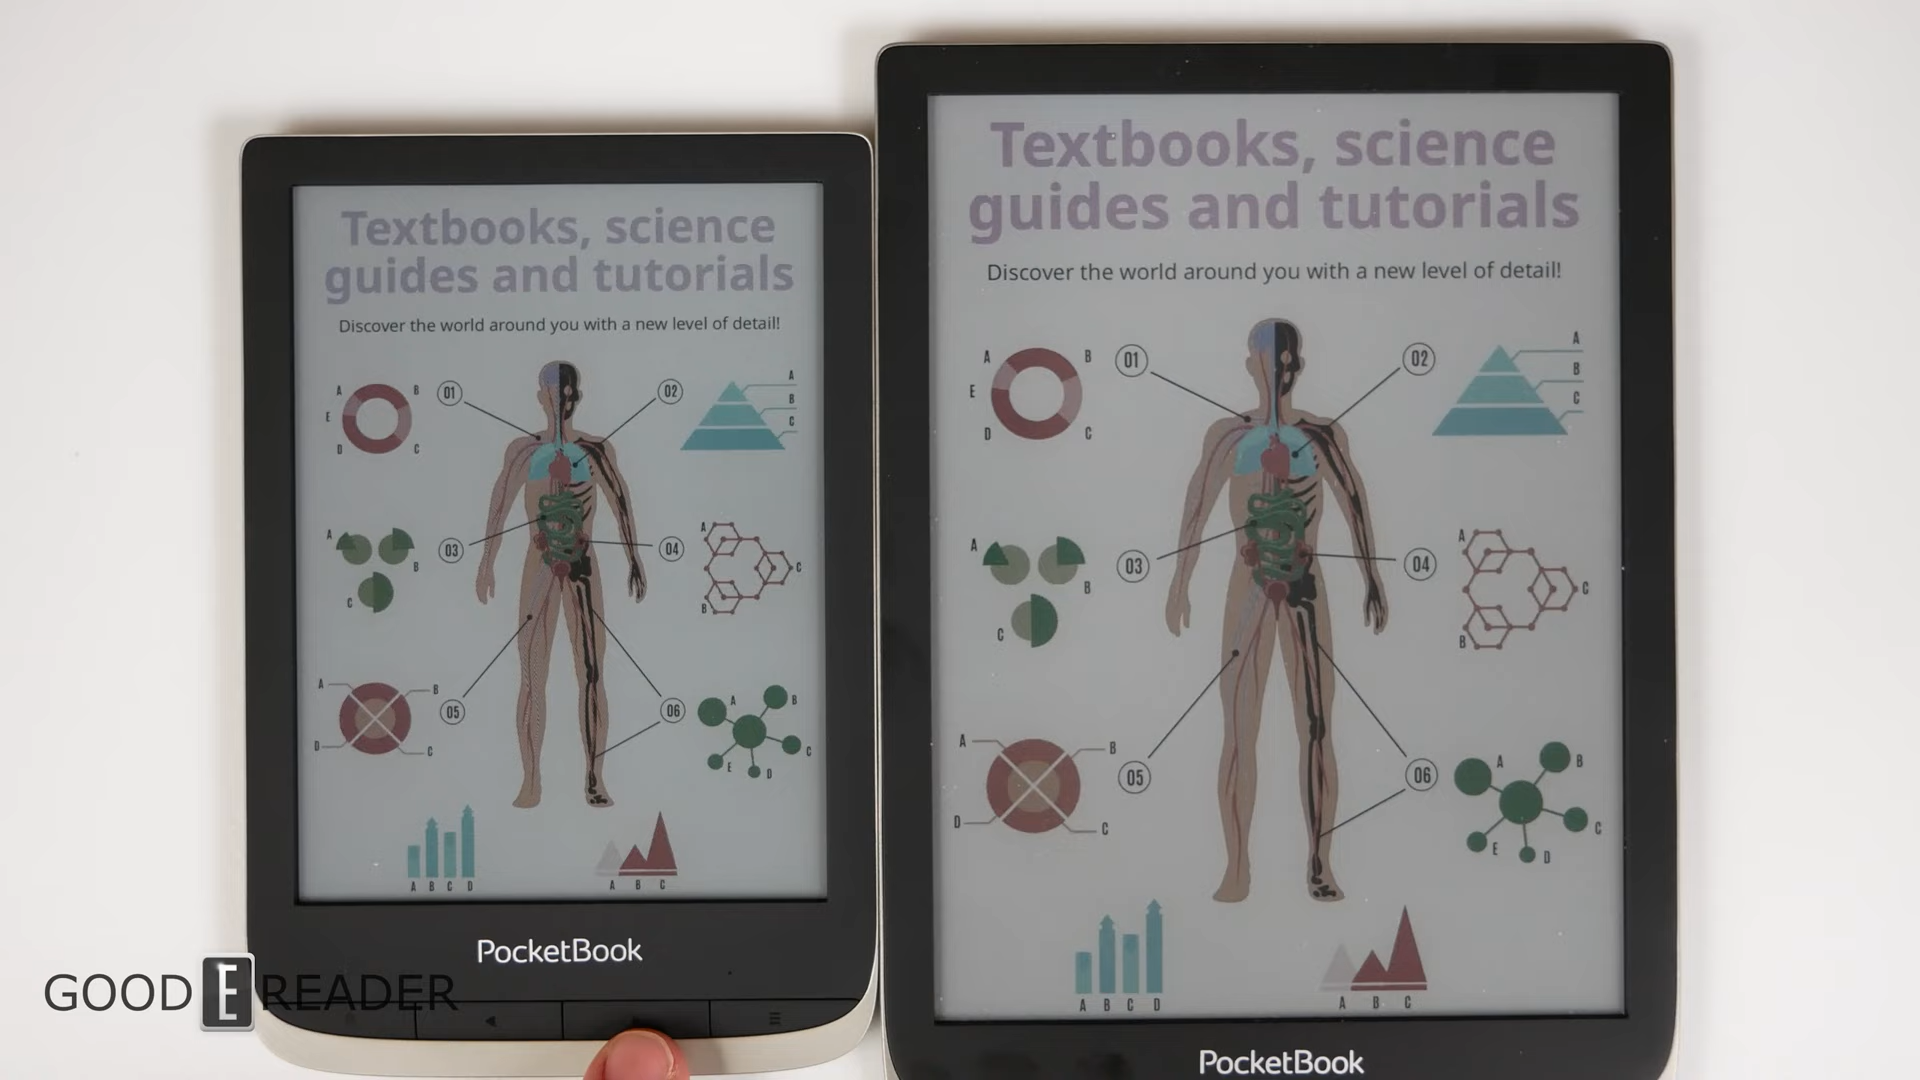 Textbooks, science
guides and tutorials
Discover the world around you with a new level of detail!
A
B
E
D
C
01
02
A
B
C
A
B
C
03
04
A
C
B
A
B
D
C
05
06
A
B
C
E
D
A B C D
A B C
PocketBook
GOOD E READER
Textbooks, science
guides and tutorials
Discover the world around you with a new level of detail!
A
B
E
D
C
01
02
A
B
C
A
B
C
03
04
A
C
B
A
B
D
C
05
06
A
B
C
E
D
A B C D
A B C
PocketBook